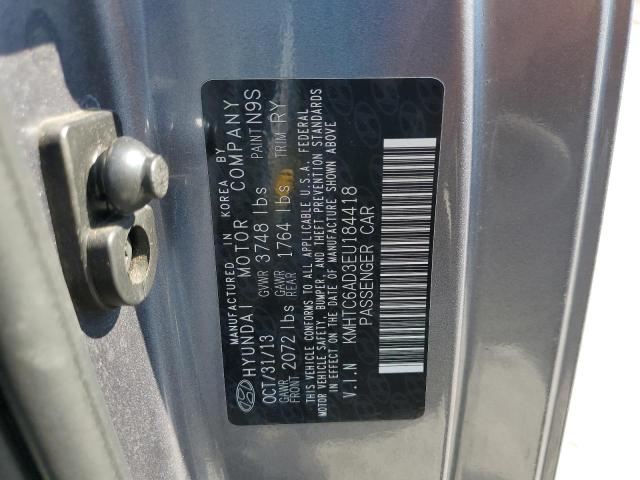 MANUFACTURED IN KOREA BY
HYUNDAI MOTOR COMPANY
OCT/31/13 GVWR 3748 lbs PAINT N9S
GAWR FRONT 2072 lbs GAWR REAR 1764 lbs TRIM RY
THIS VEHICLE CONFORMS TO ALL APPLICABLE U.S.A. FEDERAL
MOTOR VEHICLE SAFETY, BUMPER, AND THEFT PREVENTION STANDARDS
IN EFFECT ON THE DATE OF MANUFACTURE SHOWN ABOVE
V.I.N KMHTC6AD3EU184418
PASSENGER CAR